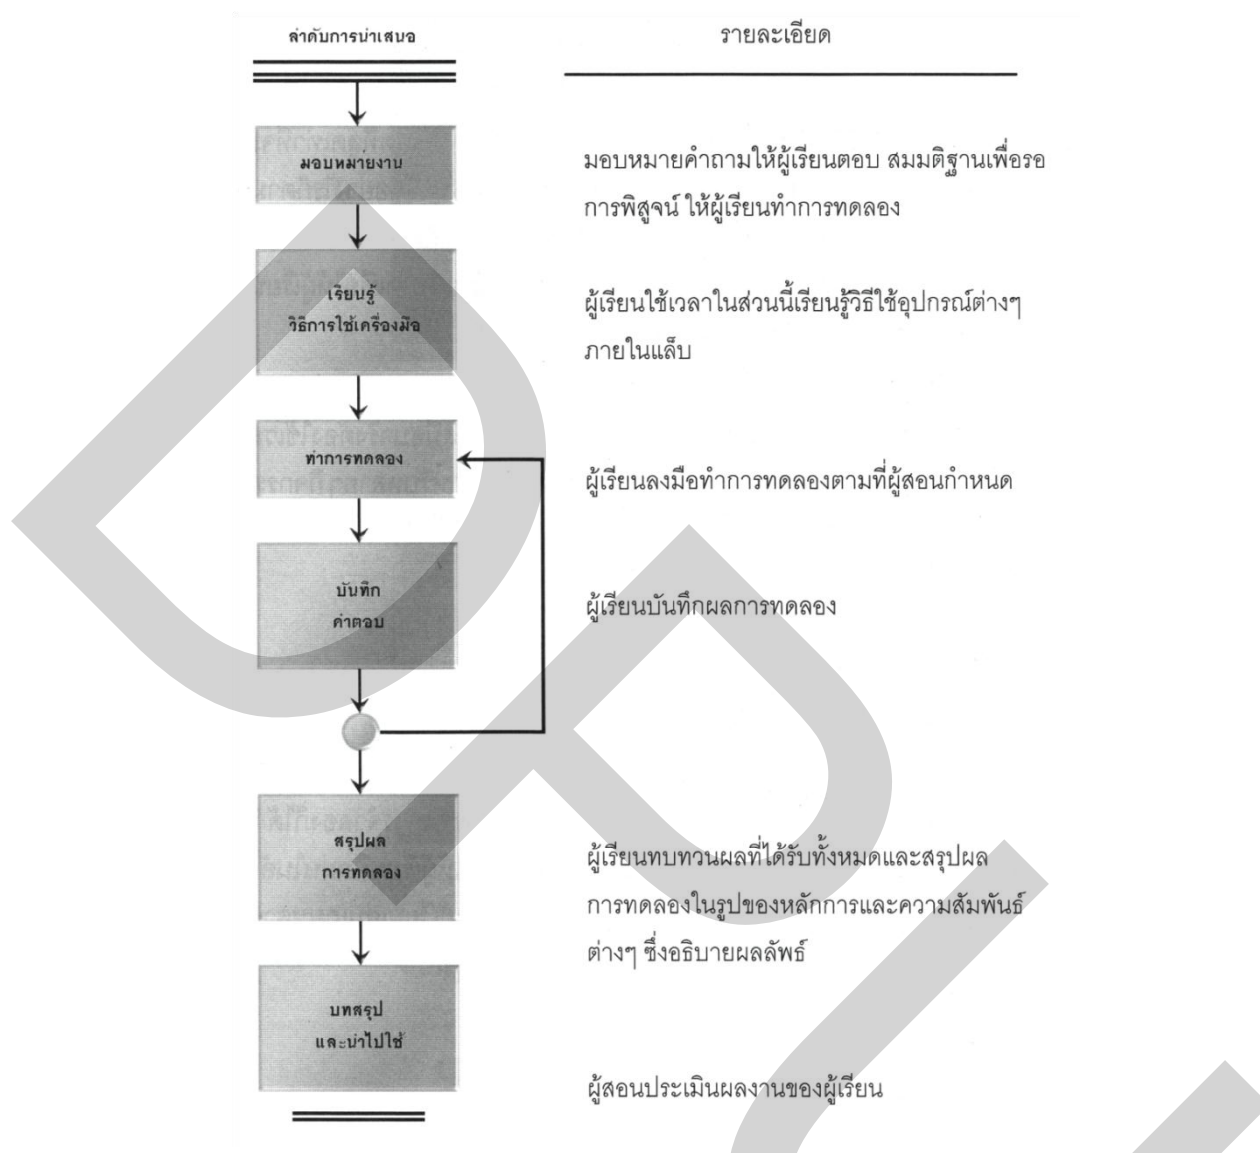 ลำดับการนำเสนอ
รายละเอียด
มอบหมายงาน
มอบหมายคำถามให้ผู้เรียนตอบ สมมติฐานเพื่อรอ
การพิสูจน์ ให้ผู้เรียนทำการทดลอง
เรียนรู้
วิธีการใช้เครื่องมือ
ผู้เรียนใช้เวลาในส่วนนี้เรียนรู้วิธีใช้อุปกรณ์ต่างๆ
ภายในแล็บ
ทำการทดลอง
ผู้เรียนลงมือทำการทดลองตามที่ผู้สอนกำหนด
บันทึก
คำตอบ
ผู้เรียนบันทึกผลการทดลอง
สรุปผล
การทดลอง
ผู้เรียนทบทวนผลที่ได้รับทั้งหมดและสรุปผล
การทดลองในรูปของหลักการและความสัมพันธ์
ต่างๆ ซึ่งอธิบายผลลัพธ์
บทสรุป
และนำไปใช้
ผู้สอนประเมินผลงานของผู้เรียน